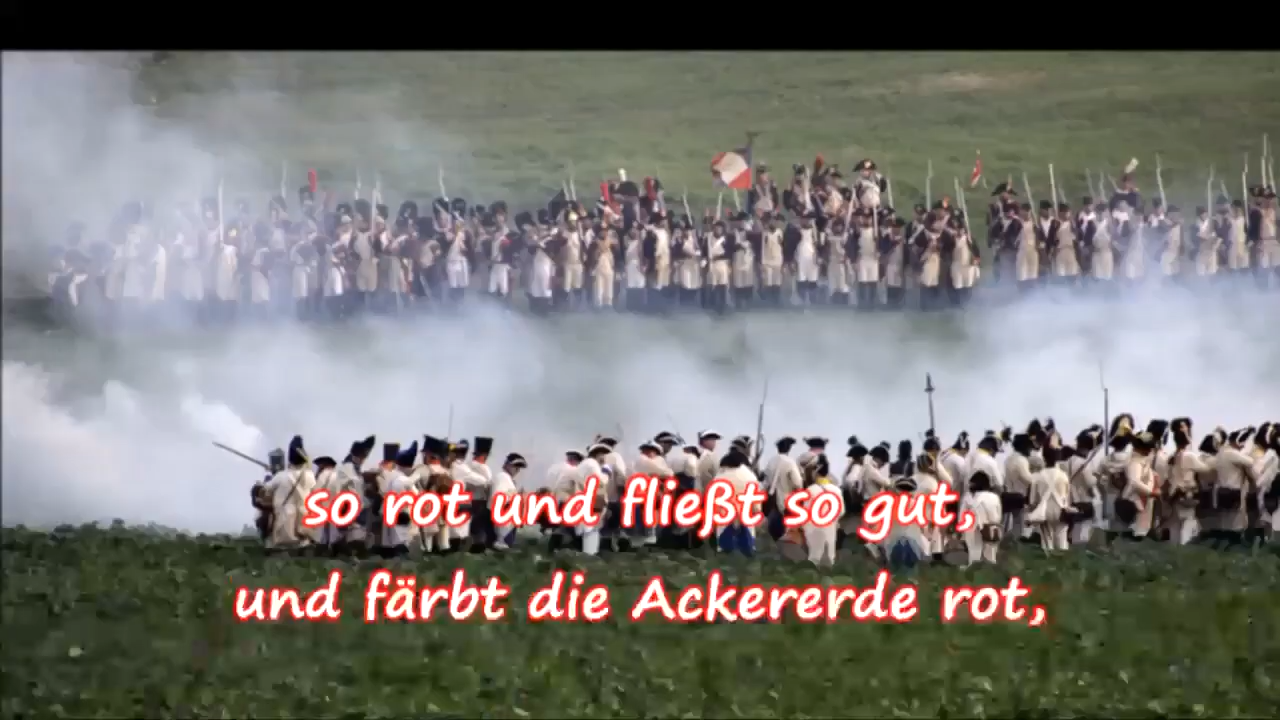 so rot und fließt so gut,
und färbt die Ackererde rot,